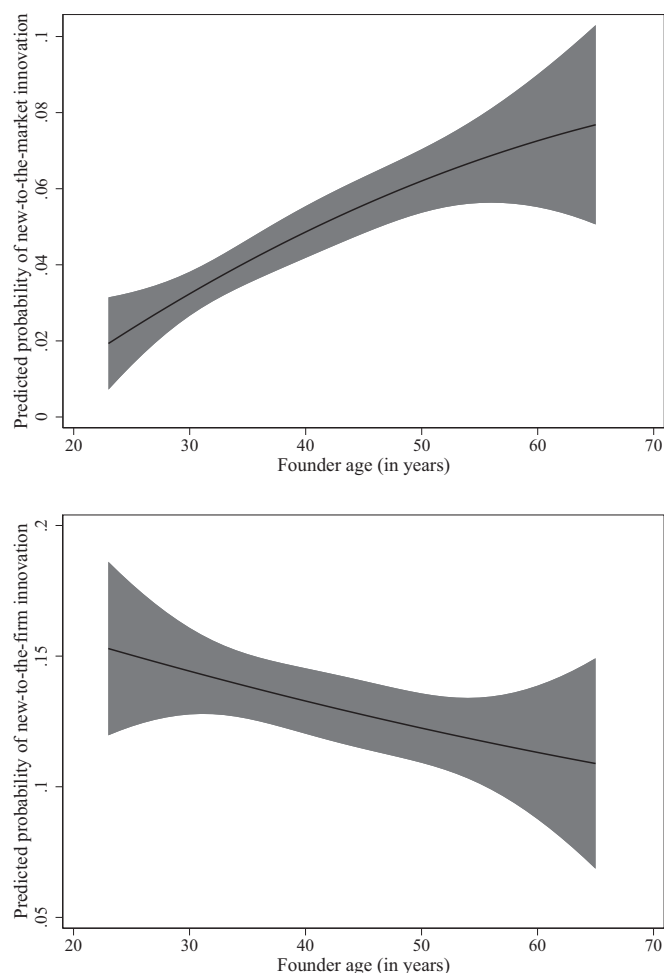 Predicted probability of new-to-the-market innovation
.1
.08
.06
.04
.02
0
20 30 40 50 60 70
Founder age (in years)
Predicted probability of new-to-the-firm innovation
.2
.15
.1
.05
20 30 40 50 60 70
Founder age (in years)